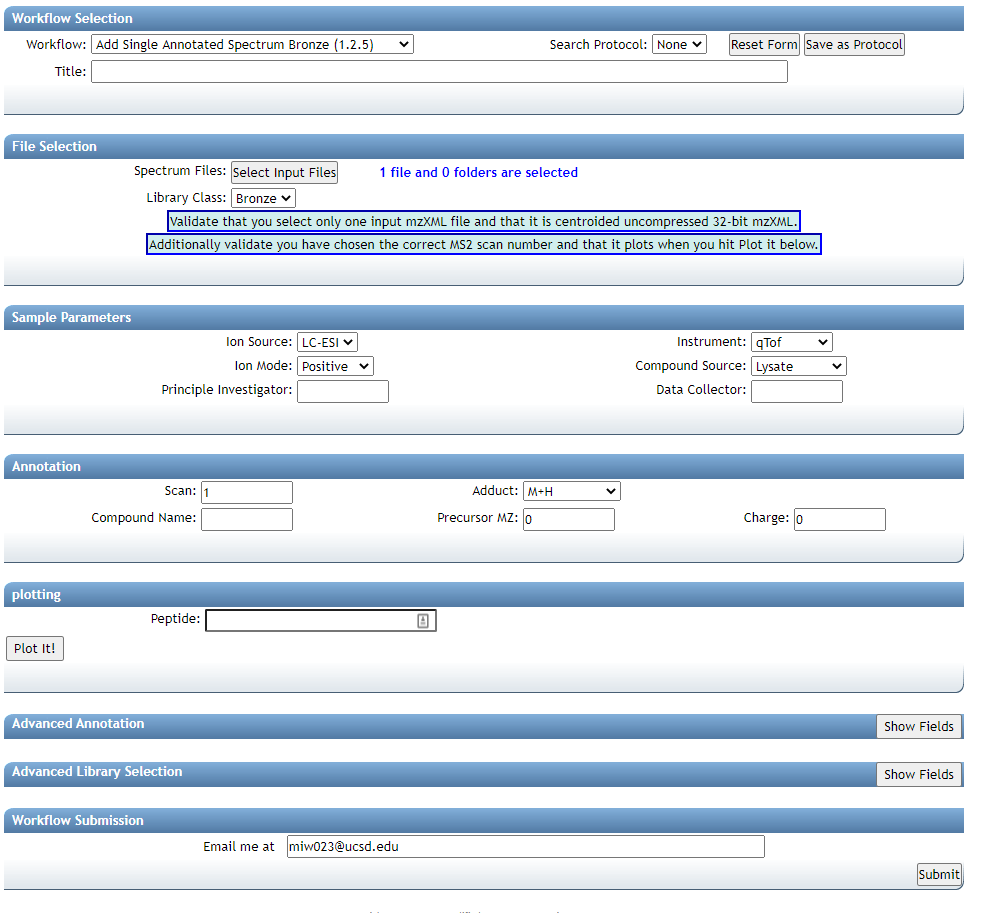 Workflow Selection
Workflow: Add Single Annotated Spectrum Bronze (1.2.5) Search Protocol: None Reset Form Save as Protocol
Title:
File Selection
Spectrum Files: Select Input Files 1 file and 0 folders are selected
Library Class: Bronze
Validate that you select only one input mzXML file and that it is centroided uncompressed 32-bit mzXML.
Additionally validate you have chosen the correct MS2 scan number and that it plots when you hit Plot it below.
Sample Parameters
Ion Source: LC-ESI Instrument: qTof
Ion Mode: Positive Compound Source: Lysate
Principle Investigator: Data Collector:
Annotation
Scan: 1 Adduct: M+H
Compound Name: Precursor MZ: 0 Charge: 0
plotting
Peptide:
Plot It!
Advanced Annotation Show Fields
Advanced Library Selection Show Fields
Workflow Submission
Email me at miw023@ucsd.edu
Submit